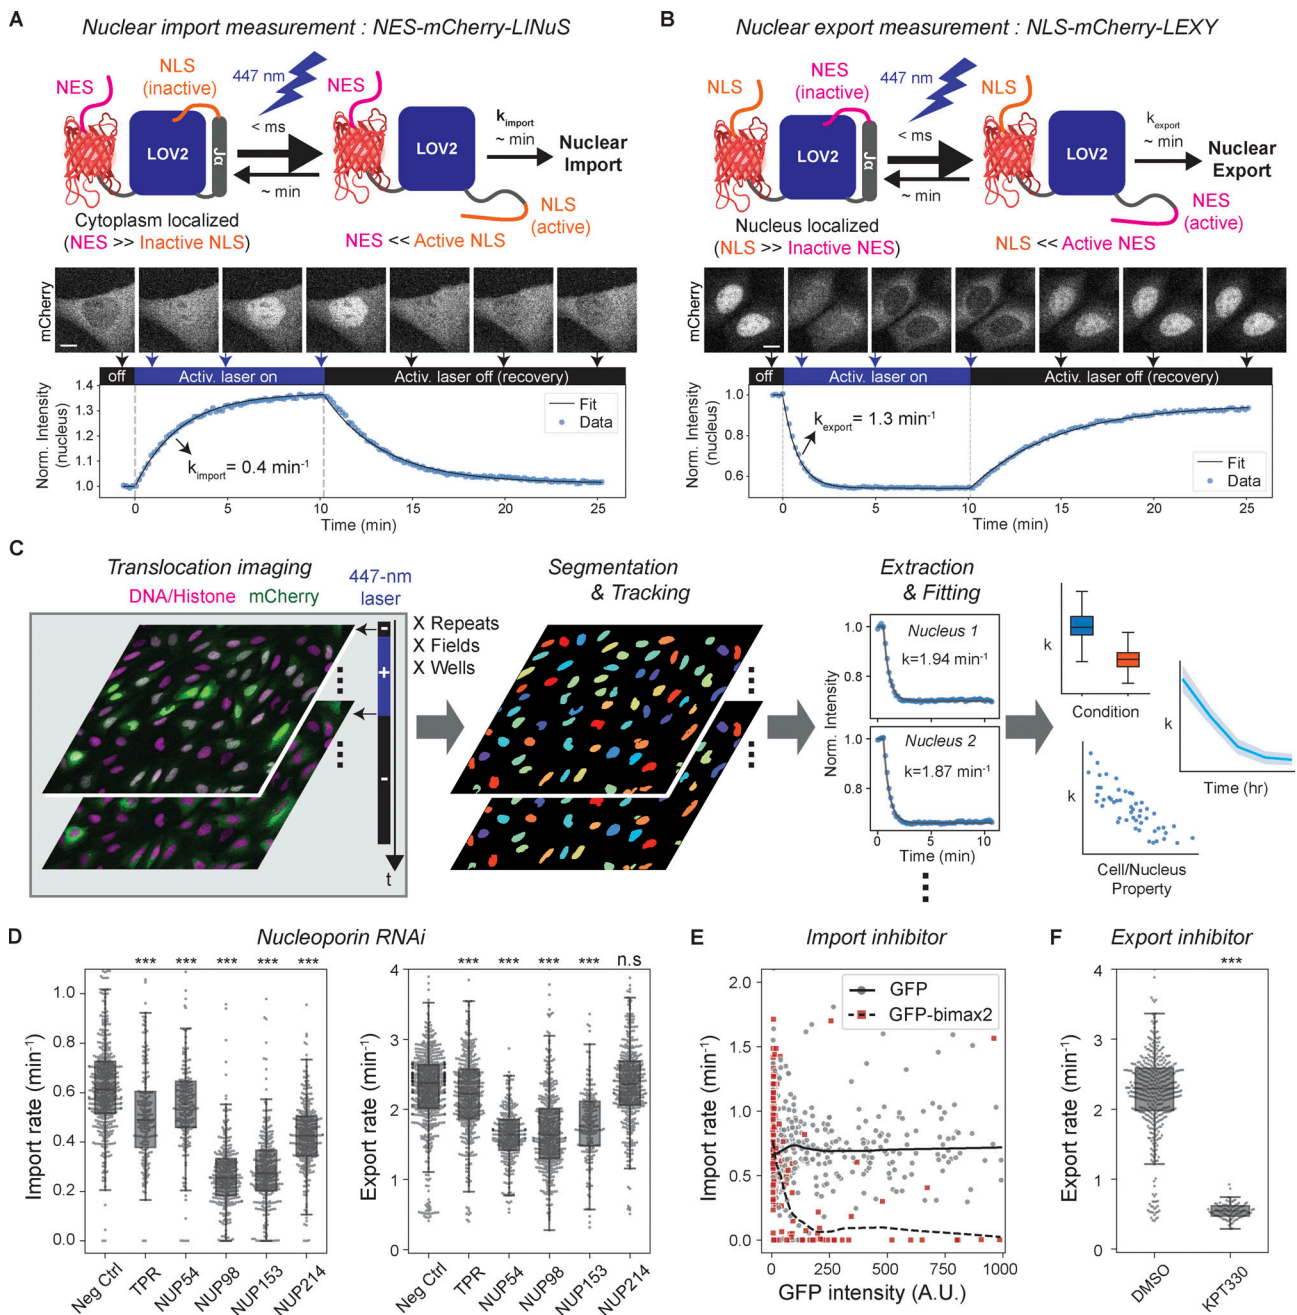 A
Nuclear import measurement : NES-mCherry-LINuS
NES
NLS
(inactive)
447 nm
LOV2
Jα
< ms
~ min
LOV2
NLS
(active)
kimport
~ min
Nuclear
Import
Cytoplasm localized
(NES >> Inactive NLS)
NES << Active NLS
mCherry
off
Activ. laser on
Activ. laser off (recovery)
Norm. Intensity
(nucleus)
1.4
1.3
1.2
1.1
1.0
kimport= 0.4 min-1
Fit
Data
0
5
10
15
20
25
Time (min)
B
Nuclear export measurement : NLS-mCherry-LEXY
NLS
NES
(inactive)
447 nm
LOV2
Jα
< ms
~ min
LOV2
NLS
NES
(active)
kexport
~ min
Nuclear
Export
Nucleus localized
(NLS >> Inactive NES)
NLS << Active NES
mCherry
off
Activ. laser on
Activ. laser off (recovery)
Norm. Intensity
(nucleus)
1.0
0.8
0.6
kexport = 1.3 min-1
Fit
Data
0
5
10
15
20
25
Time (min)
C
Translocation imaging
DNA/Histone mCherry
447-nm
laser
-
+
-
t
X Repeats
X Fields
X Wells
Segmentation
& Tracking
Extraction
& Fitting
Norm. Intensity
1.0
0.8
Nucleus 1
k=1.94 min-1
1.0
0.8
Nucleus 2
k=1.87 min-1
0
5
10
Time (min)
k
Condition
k
Time (hr)
k
Cell/Nucleus
Property
D
Nucleoporin RNAi
*** *** *** *** ***
Import rate (min-1)
1.0
0.8
0.6
0.4
0.2
0.0
Neg Ctrl
TPR
NUP54
NUP98
NUP153
NUP214
*** *** *** *** n.s
Export rate (min-1)
4
3
2
1
0
Neg Ctrl
TPR
NUP54
NUP98
NUP153
NUP214
E
Import inhibitor
Import rate (min-1)
2.0
1.5
1.0
0.5
0.0
GFP
GFP-bimax2
0
250
500
750
1000
GFP intensity (A.U.)
F
Export inhibitor
***
Export rate (min-1)
4
3
2
1
0
DMSO
KPT330